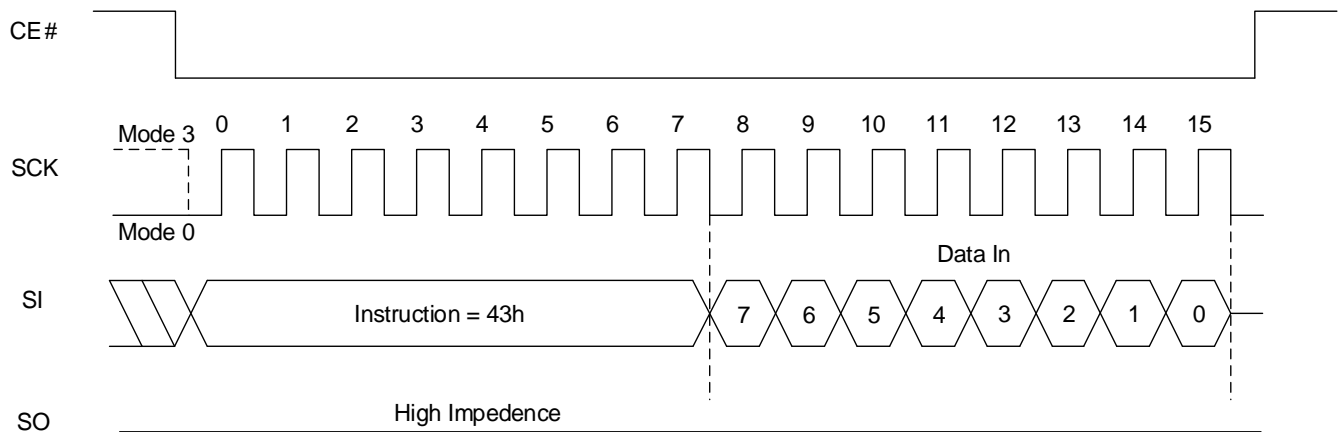 CE#
Mode 3
0 1 2 3 4 5 6 7 8 9 10 11 12 13 14 15
SCK
Mode 0
Data In
SI
Instruction = 43h
7 6 5 4 3 2 1 0
High Impedence
SO